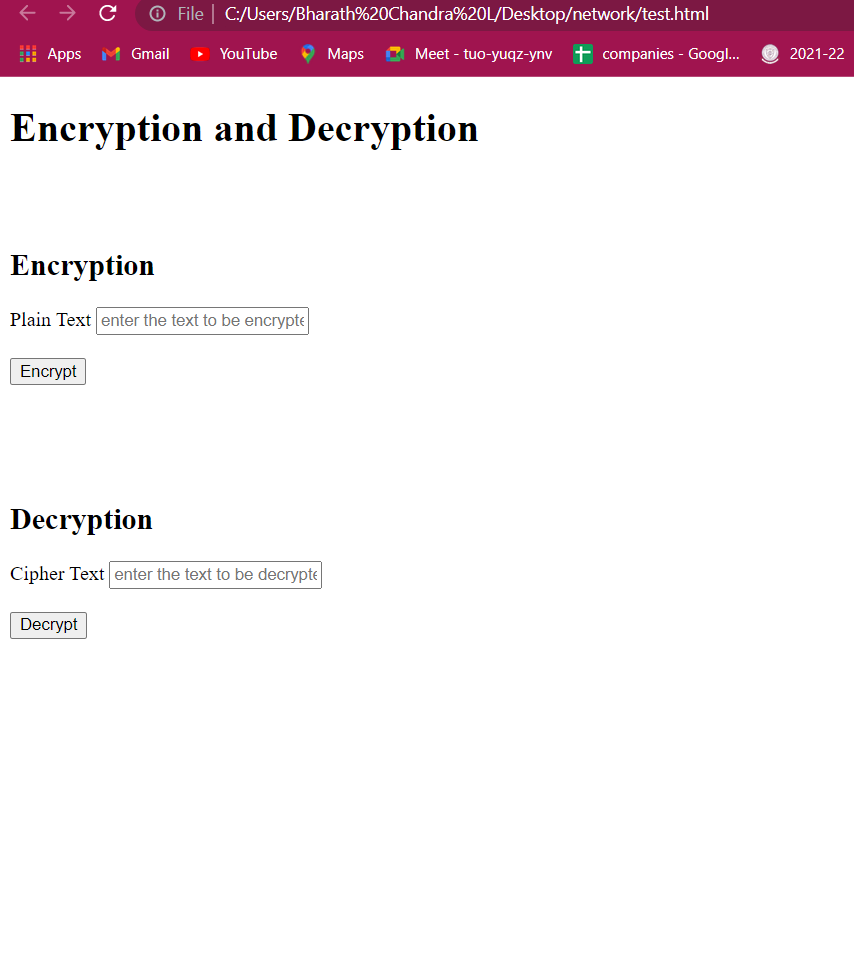 File | C:/Users/Bharath%20Chandra%20L/Desktop/network/test.html
Apps Gmail YouTube Maps Meet - tuo-yuqz-ynv companies - Googl... 2021-22
Encryption and Decryption
Encryption
Plain Text enter the text to be encrypte
Encrypt
Decryption
Cipher Text enter the text to be decrypte
Decrypt